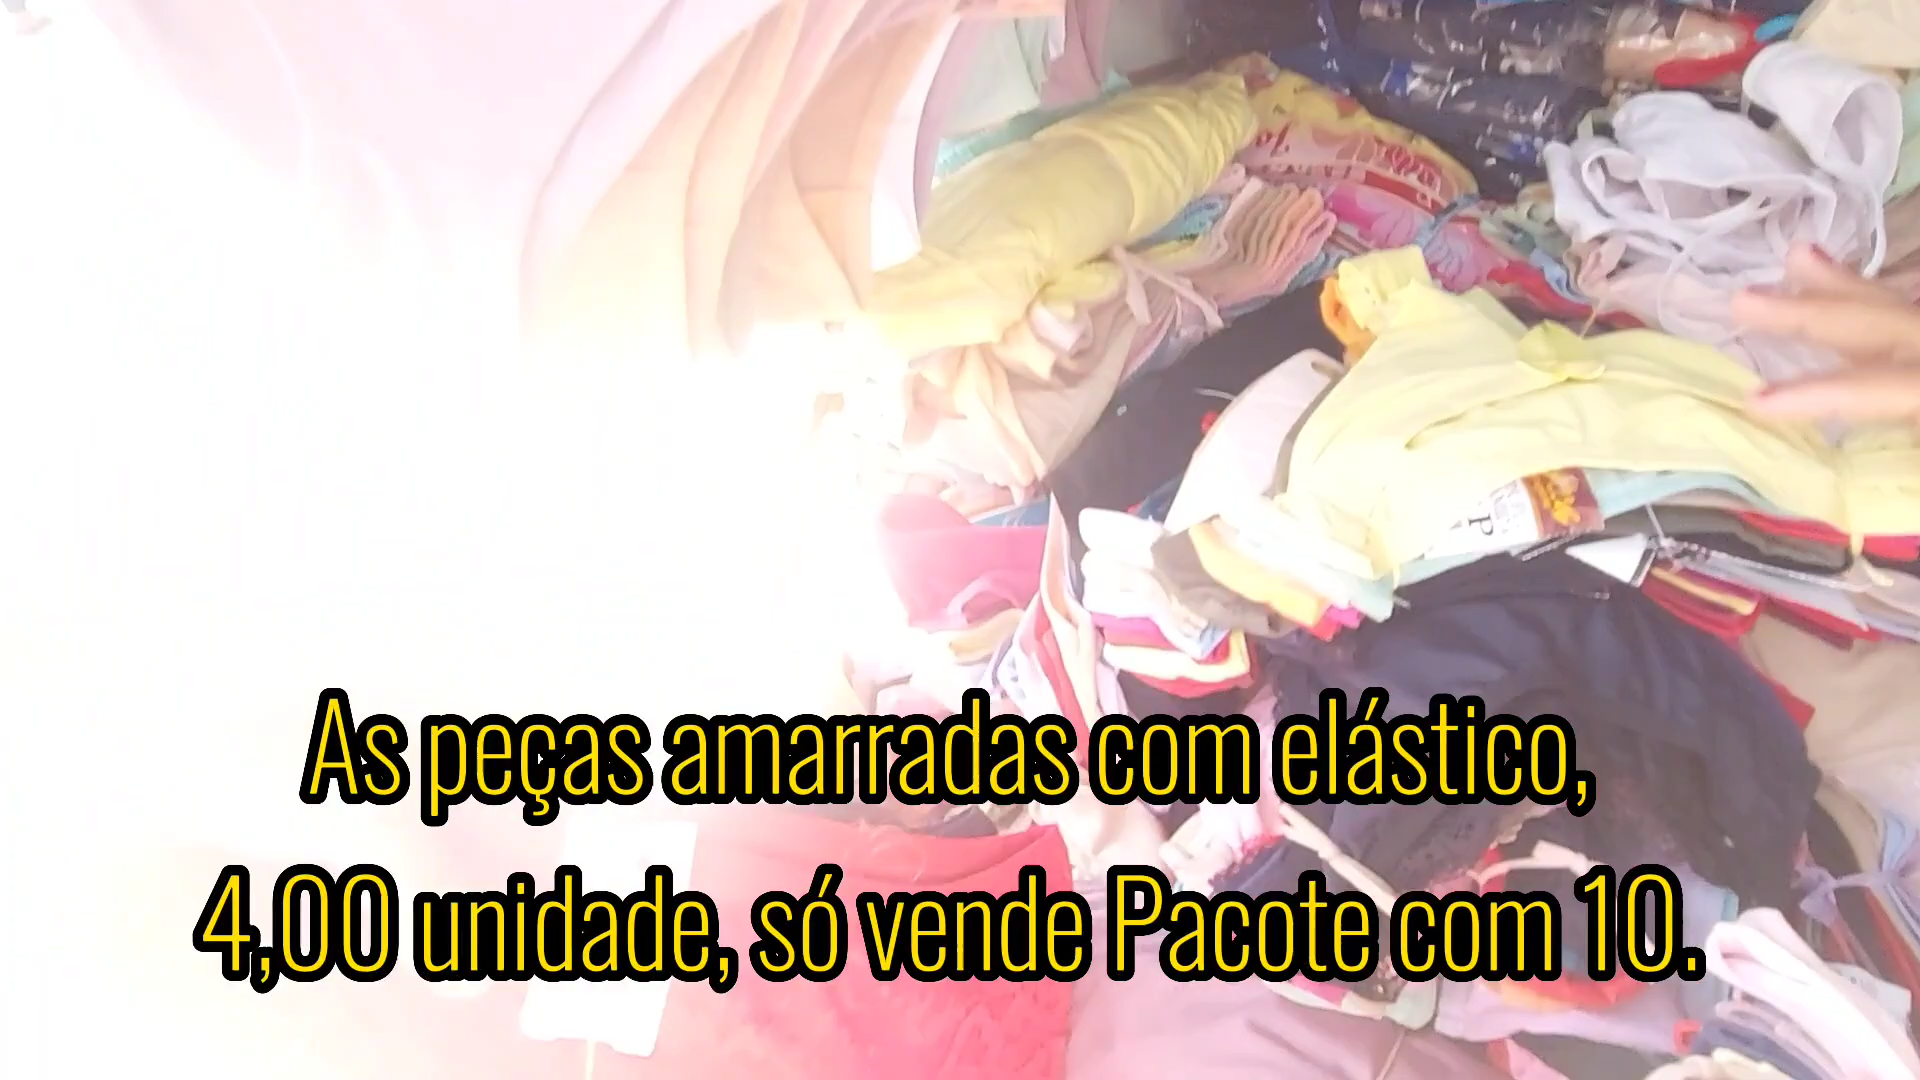 P
As peças amarradas com elástico,
4,00 unidade, só vende Pacote com 10.